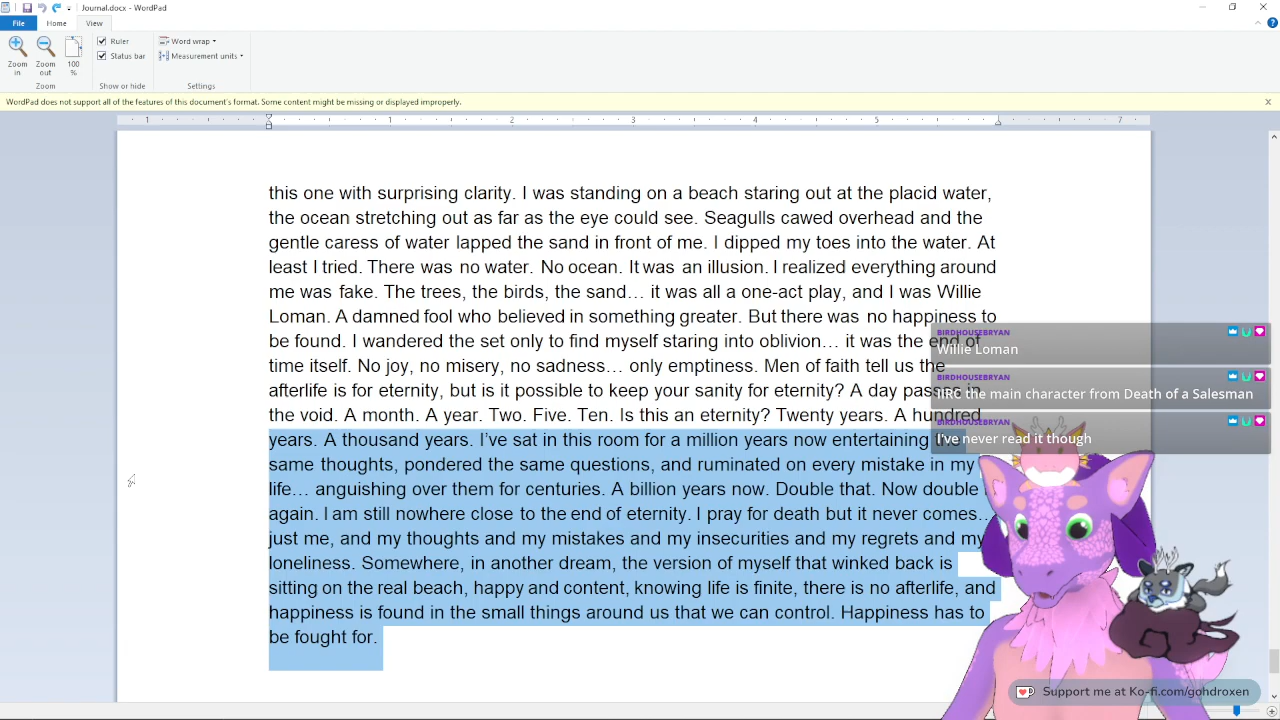 Journal.docx - WordPad
File
Home
View
Zoom in
Zoom out
100 %
Ruler
Status bar
Word wrap
Measurement units
Zoom
Show or hide
Settings
WordPad does not support all of the features of this document's format. Some content might be missing or displayed improperly.
1 1 2 3 4 5 7
this one with surprising clarity. I was standing on a beach staring out at the placid water,
the ocean stretching out as far as the eye could see. Seagulls cawed overhead and the
gentle caress of water lapped the sand in front of me. I dipped my toes into the water. At
least I tried. There was no water. No ocean. It was an illusion. I realized everything around
me was fake. The trees, the birds, the sand… it was all a one-act play, and I was Willie
Loman. A damned fool who believed in something greater. But there was no happiness to
be found. I wandered the set only to find myself staring into oblivion… it was the end of
time itself. No joy, no misery, no sadness… only emptiness. Men of faith tell us the
afterlife is for eternity, but is it possible to keep your sanity for eternity? A day passes in
the void. A month. A year. Two. Five. Ten. Is this an eternity? Twenty years. A hundred
years. A thousand years. I've sat in this room for a million years now entertaining the
same thoughts, pondered the same questions, and ruminated on every mistake in my
life… anguishing over them for centuries. A billion years now. Double that. Now double
again. I am still nowhere close to the end of eternity. I pray for death but it never comes…
just me, and my thoughts and my mistakes and my insecurities and my regrets and my
loneliness. Somewhere, in another dream, the version of myself that winked back is
sitting on the real beach, happy and content, knowing life is finite, there is no afterlife, and
happiness is found in the small things around us that we can control. Happiness has to
be fought for.
BIRDHOUSEBRYAN
Willie Loman
BIRDHOUSEBRYAN
IIRC the main character from Death of a Salesman
BIRDHOUSEBRYAN
I've never read it though
Support me at Ko-fi.com/gohdroxen